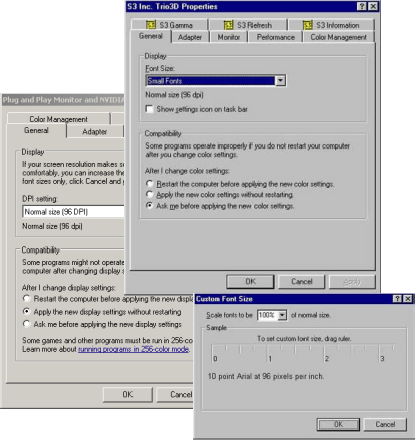 S3 Inc. Trio3D Properties
S3 Gamma
S3 Refresh
S3 Information
General
Adapter
Monitor
Performance
Color Management
Display
Font Size:
Small Fonts
Normal size (96 dpi)
Show settings icon on task bar
Compatibility
Some programs operate improperly if you do not restart your computer
after you change color settings.
After I change color settings:
Restart the computer before applying the new color settings.
Apply the new color settings without restarting.
Ask me before applying the new color settings.
OK
Cancel
Apply
Plug and Play Monitor and NVIDIA
Color Management
General
Adapter
Display
If your screen resolution makes s
comfortably, you can increase the
font sizes only, click Cancel and g
DPI setting:
Normal size (96 DPI)
Normal size (96 dpi)
Compatibility
Some programs might not operate
computer after changing display s
After I change display settings:
Restart the computer before applying the new displa
Apply the new display settings without restarting
Ask me before applying the new display settings
Some games and other programs must be run in 256-co
Learn more about running programs in 256-color mode.
OK
Cancel
Custom Font Size
Scale fonts to be 100% of normal size.
Sample
To set custom font size, drag ruler.
0 1 2 3
10 point Arial at 96 pixels per inch.
OK
Cancel